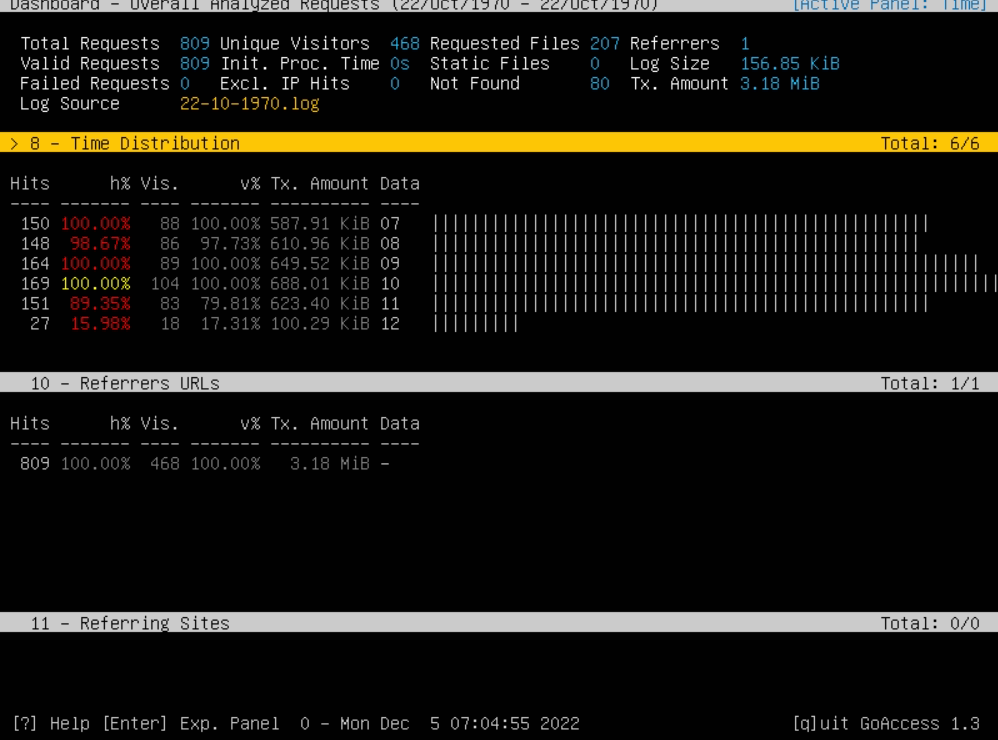 Dashboard - Overall Analyzed Requests (22/Oct/1970 - 22/Oct/1970) [Active Panel: Time]
Total Requests 809 Unique Visitors 468 Requested Files 207 Referrers 1
Valid Requests 809 Init. Proc. Time 0s Static Files 0 Log Size 156.85 KiB
Failed Requests 0 Excl. IP Hits 0 Not Found 80 Tx. Amount 3.18 MiB
Log Source 22-10-1970.log
> 8 - Time Distribution Total: 6/6
Hits h% Vis. v% Tx. Amount Data
---- ------- ---- ------- ---------- ----
150 100.00% 88 100.00% 587.91 KiB 07
148 98.67% 86 97.73% 610.96 KiB 08
164 100.00% 89 100.00% 649.52 KiB 09
169 100.00% 104 100.00% 688.01 KiB 10
151 89.35% 83 79.81% 623.40 KiB 11
27 15.98% 18 17.31% 100.29 KiB 12
10 - Referrers URLs Total: 1/1
Hits h% Vis. v% Tx. Amount Data
---- ------- ---- ------- ---------- ----
809 100.00% 468 100.00% 3.18 MiB -
11 - Referring Sites Total: 0/0
[?] Help [Enter] Exp. Panel 0 - Mon Dec 5 07:04:55 2022 [q]uit GoAccess 1.3